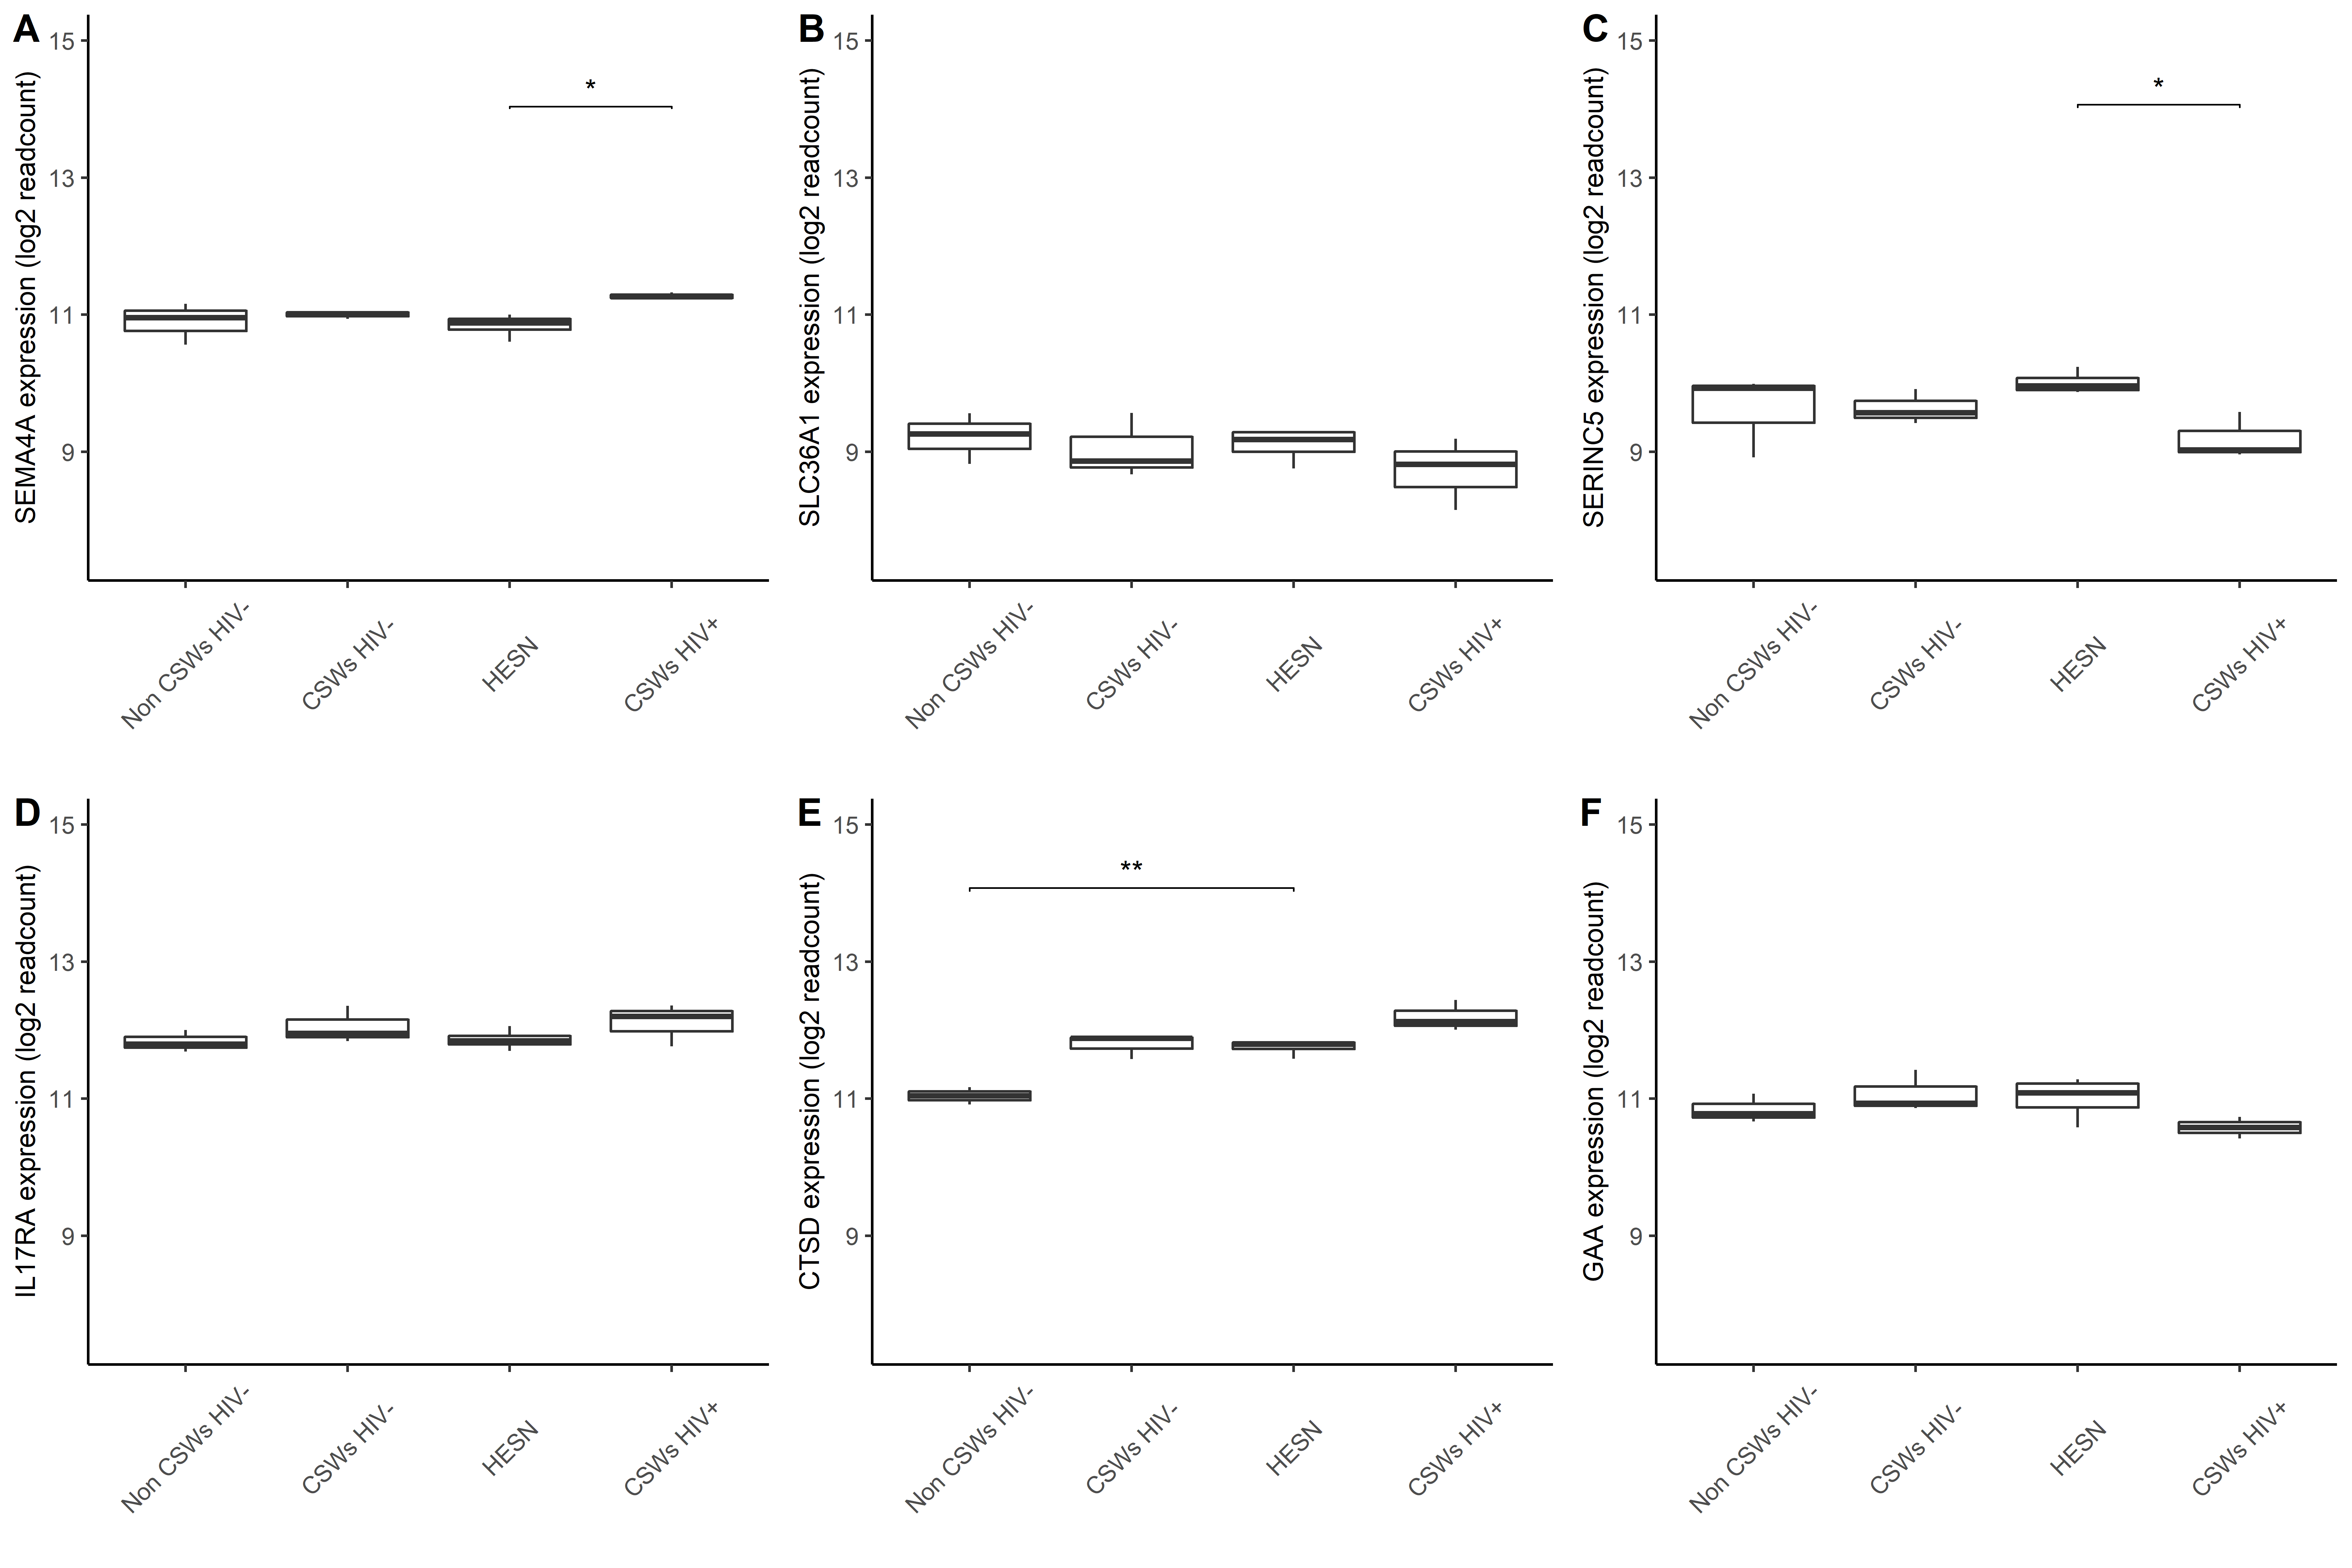 A
SEMA4A expression (log2 readcount)
15
13
11
9
*
Non CSWs HIV-
CSWs HIV-
HESN
CSWs HIV+
B
SLC36A1 expression (log2 readcount)
15
13
11
9
Non CSWs HIV-
CSWs HIV-
HESN
CSWs HIV+
C
SERINC5 expression (log2 readcount)
15
13
11
9
*
Non CSWs HIV-
CSWs HIV-
HESN
CSWs HIV+
D
IL17RA expression (log2 readcount)
15
13
11
9
Non CSWs HIV-
CSWs HIV-
HESN
CSWs HIV+
E
CTSD expression (log2 readcount)
15
13
11
9
**
Non CSWs HIV-
CSWs HIV-
HESN
CSWs HIV+
F
GAA expression (log2 readcount)
15
13
11
9
Non CSWs HIV-
CSWs HIV-
HESN
CSWs HIV+